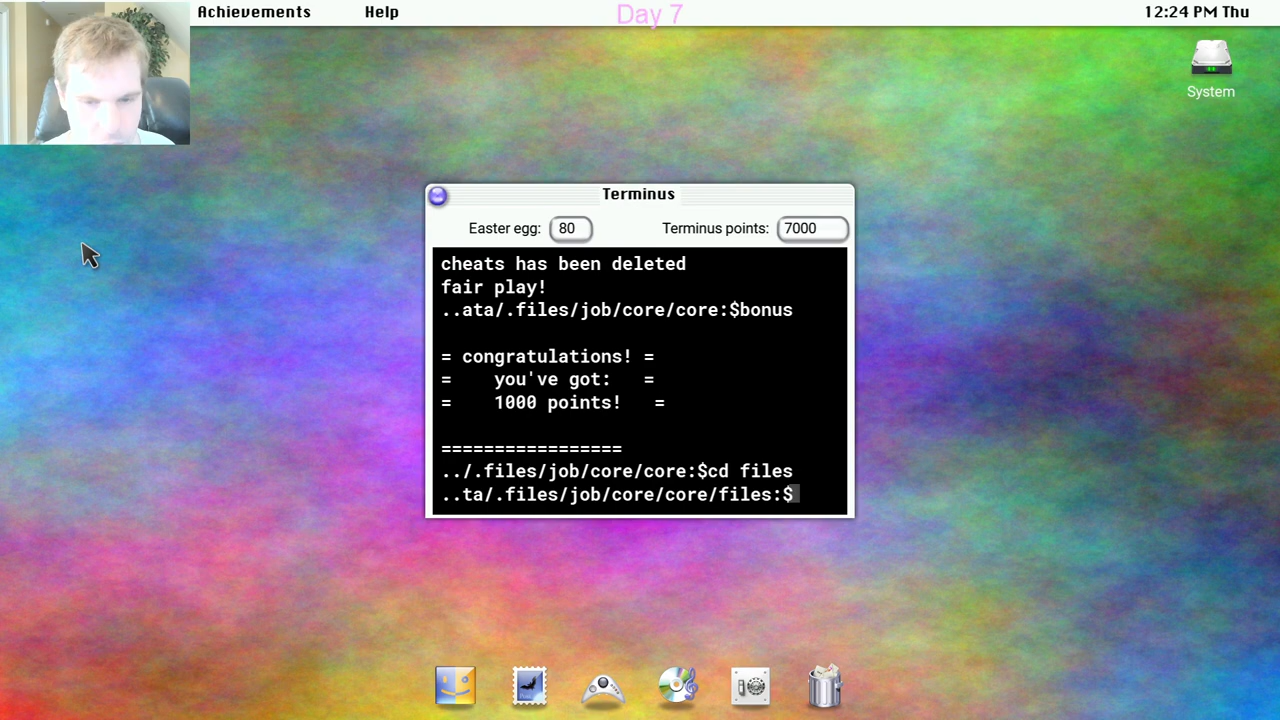 Achievements Help Day 7 12:24 PM Thu
System
Terminus
Easter egg: 80 Terminus points: 7000
cheats has been deleted
fair play!
..ata/.files/job/core/core:$bonus
= congratulations! =
= you've got: =
= 1000 points! =
=================
../.files/job/core/core:$cd files
..ta/.files/job/core/core/files:$